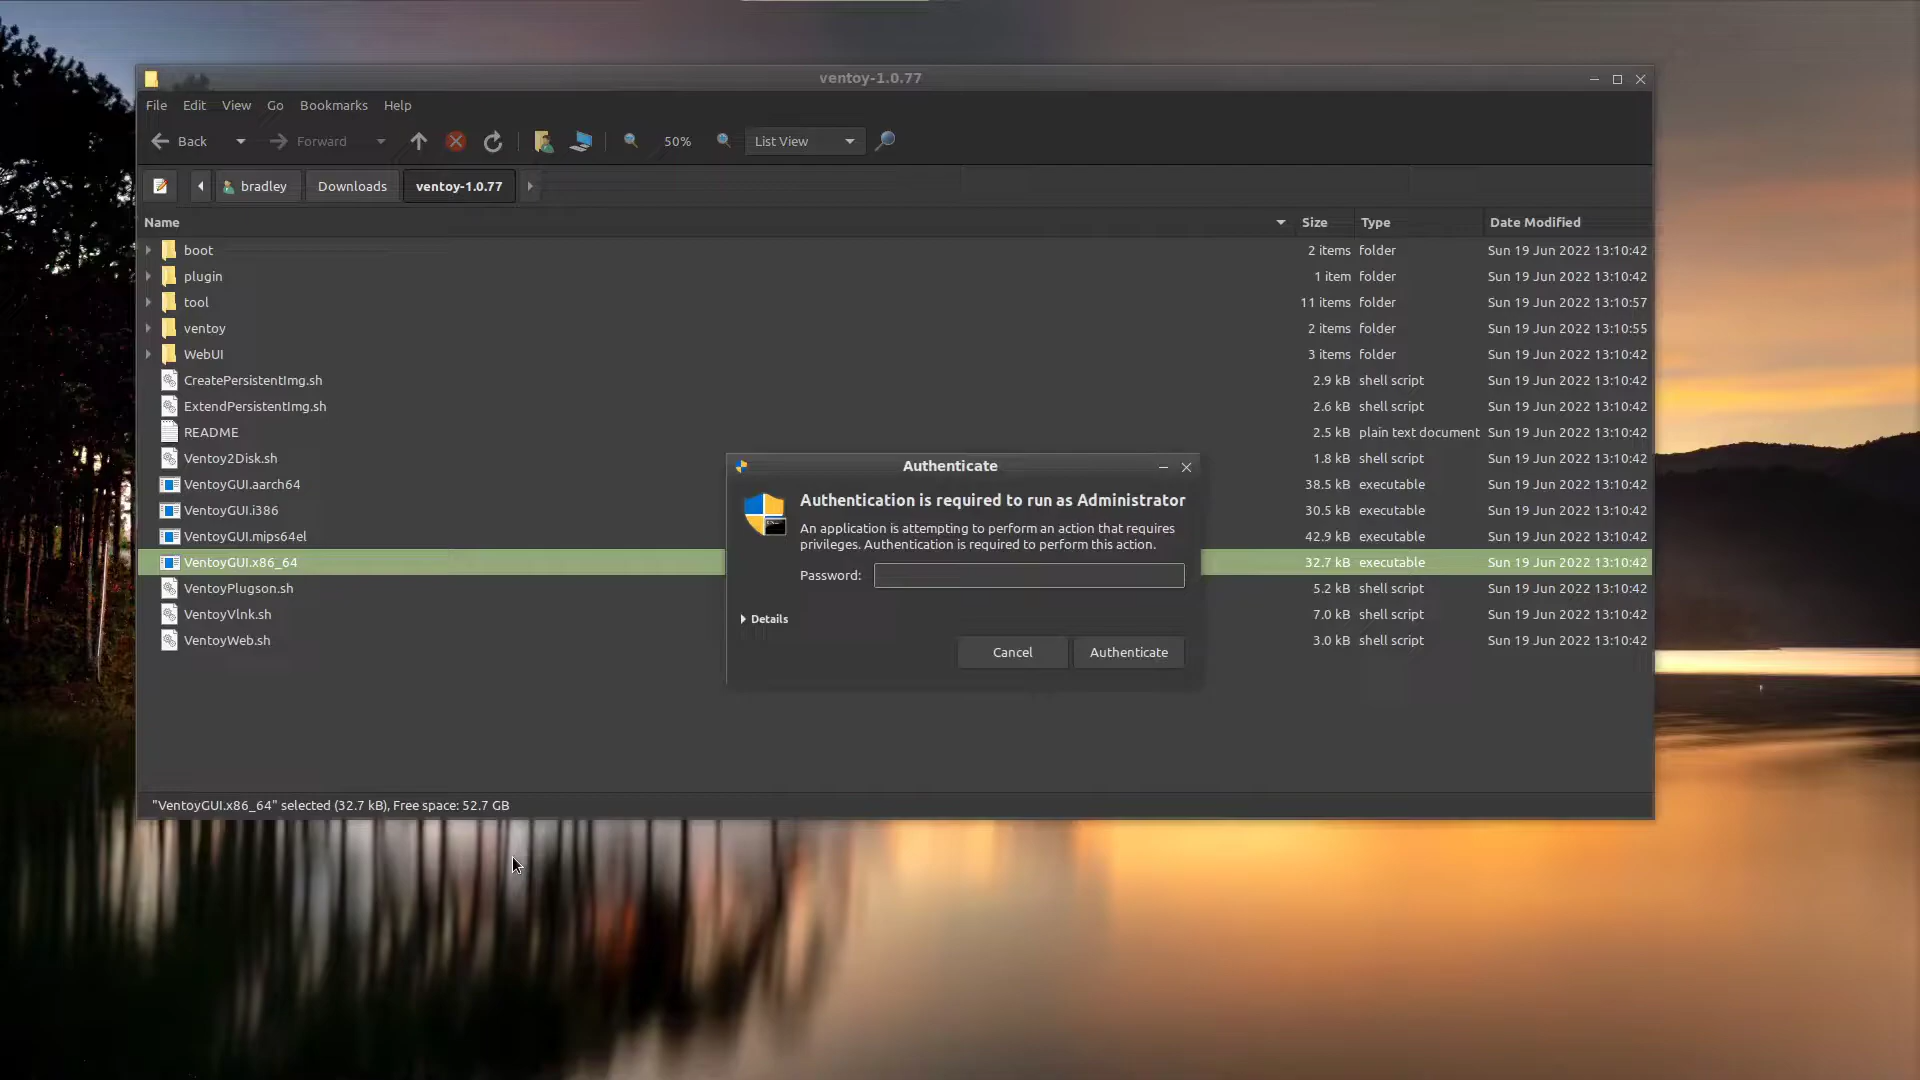 ventoy-1.0.77
File Edit View Go Bookmarks Help
Back Forward 50% List View
bradley Downloads ventoy-1.0.77
Name Size Type Date Modified
boot 2 items folder Sun 19 Jun 2022 13:10:42
plugin 1 item folder Sun 19 Jun 2022 13:10:42
tool 11 items folder Sun 19 Jun 2022 13:10:57
ventoy 2 items folder Sun 19 Jun 2022 13:10:55
WebUI 3 items folder Sun 19 Jun 2022 13:10:42
CreatePersistentImg.sh 2.9 kB shell script Sun 19 Jun 2022 13:10:42
ExtendPersistentImg.sh 2.6 kB shell script Sun 19 Jun 2022 13:10:42
README 2.5 kB plain text document Sun 19 Jun 2022 13:10:42
Ventoy2Disk.sh 1.8 kB shell script Sun 19 Jun 2022 13:10:42
VentoyGUI.aarch64 38.5 kB executable Sun 19 Jun 2022 13:10:42
VentoyGUI.i386 30.5 kB executable Sun 19 Jun 2022 13:10:42
VentoyGUI.mips64el 42.9 kB executable Sun 19 Jun 2022 13:10:42
VentoyGUI.x86_64 32.7 kB executable Sun 19 Jun 2022 13:10:42
VentoyPlugson.sh 5.2 kB shell script Sun 19 Jun 2022 13:10:42
VentoyVlnk.sh 7.0 kB shell script Sun 19 Jun 2022 13:10:42
VentoyWeb.sh 3.0 kB shell script Sun 19 Jun 2022 13:10:42
"VentoyGUI.x86_64" selected (32.7 kB), Free space: 52.7 GB
Authenticate
Authentication is required to run as Administrator
An application is attempting to perform an action that requires
privileges. Authentication is required to perform this action.
Password:
Details
Cancel Authenticate